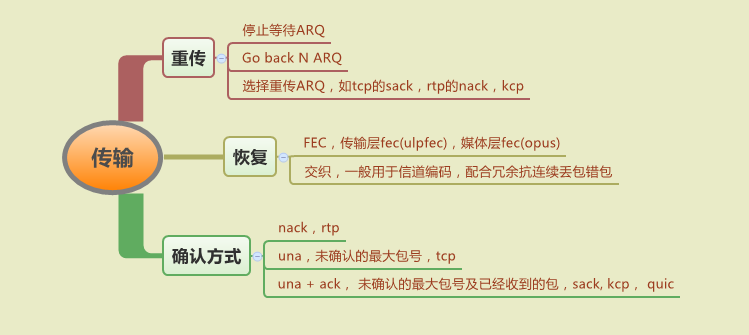 停止等待ARQ
重传
Go back N ARQ
选择重传ARQ，如tcp的sack，rtp的nack，kcp
传输
恢复
FEC，传输层fec(ulpfec)，媒体层fec(opus)
交织，一般用于信道编码，配合冗余抗连续丢包错包
确认方式
nack，rtp
una，未确认的最大包号，tcp
una + ack， 未确认的最大包号及已经收到的包，sack, kcp， quic